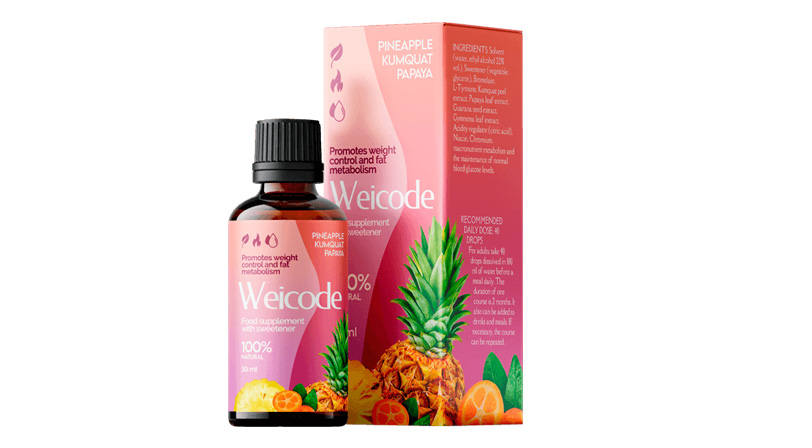 PINEAPPLE
KUMQUAT
PAPAYA
Promotes weight
control and fat
metabolism
Weicode
supplement
sweetener
0%
RAL
ml
INGREDIENTS: Solvent
(water, ethyl alcohol 22%
vol.), Sweetener (vegetable
glycerin), Bromelain,
L-Tyrosine, Kumquat peel
extract, Papaya leaf extract,
Guarana seed extract,
Gymnema leaf extract,
Acidity regulator (citric acid),
Niacin, Chromium,
macronutrient metabolism and
the maintenance of normal
blood glucose levels.
RECOMMENDED
DAILY DOSE: 40
DROPS
For adults take 40
drops dissolved in 100
ml of water before a
meal daily. The
duration of one
course is 2 months. It
also can be added to
drinks and meals. If
necessary, the course
can be repeated.
PINEAPPLE
KUMQUAT
PAPAYA
Promotes weight
control and fat
metabolism
Weicode
Food supplement
with sweetener
100%
NATURAL
30 ml